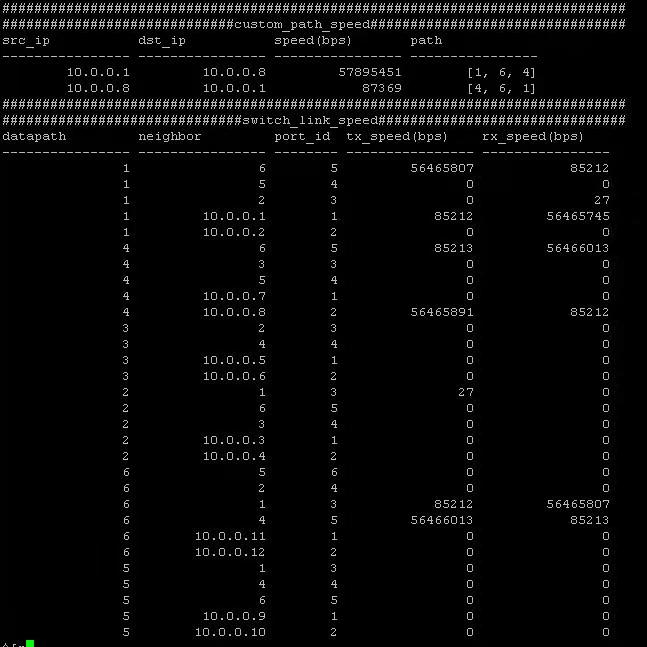 ##############################################################################
#############################custom_path_speed################################
src_ip dst_ip speed(bps) path
---------------- ---------------- ---------------- ----------------
10.0.0.1 10.0.0.8 57895451 [1, 6, 4]
10.0.0.8 10.0.0.1 87369 [4, 6, 1]
##############################################################################
##############################switch_link_speed###############################
datapath neighbor port_id tx_speed(bps) rx_speed(bps)
---------------- ---------------- -------- ---------------- ----------------
1 6 5 56465807 85212
1 5 4 0 0
1 2 3 0 27
1 10.0.0.1 1 85212 56465745
1 10.0.0.2 2 0 0
4 6 5 85213 56466013
4 3 3 0 0
4 5 4 0 0
4 10.0.0.7 1 0 0
4 10.0.0.8 2 56465891 85212
3 2 3 0 0
3 4 4 0 0
3 10.0.0.5 1 0 0
3 10.0.0.6 2 0 0
2 1 3 27 0
2 6 5 0 0
2 3 4 0 0
2 10.0.0.3 1 0 0
2 10.0.0.4 2 0 0
6 5 6 0 0
6 2 4 0 0
6 1 3 85212 56465807
6 4 5 56466013 85213
6 10.0.0.11 1 0 0
6 10.0.0.12 2 0 0
5 1 3 0 0
5 4 4 0 0
5 6 5 0 0
5 10.0.0.9 1 0 0
5 10.0.0.10 2 0 0